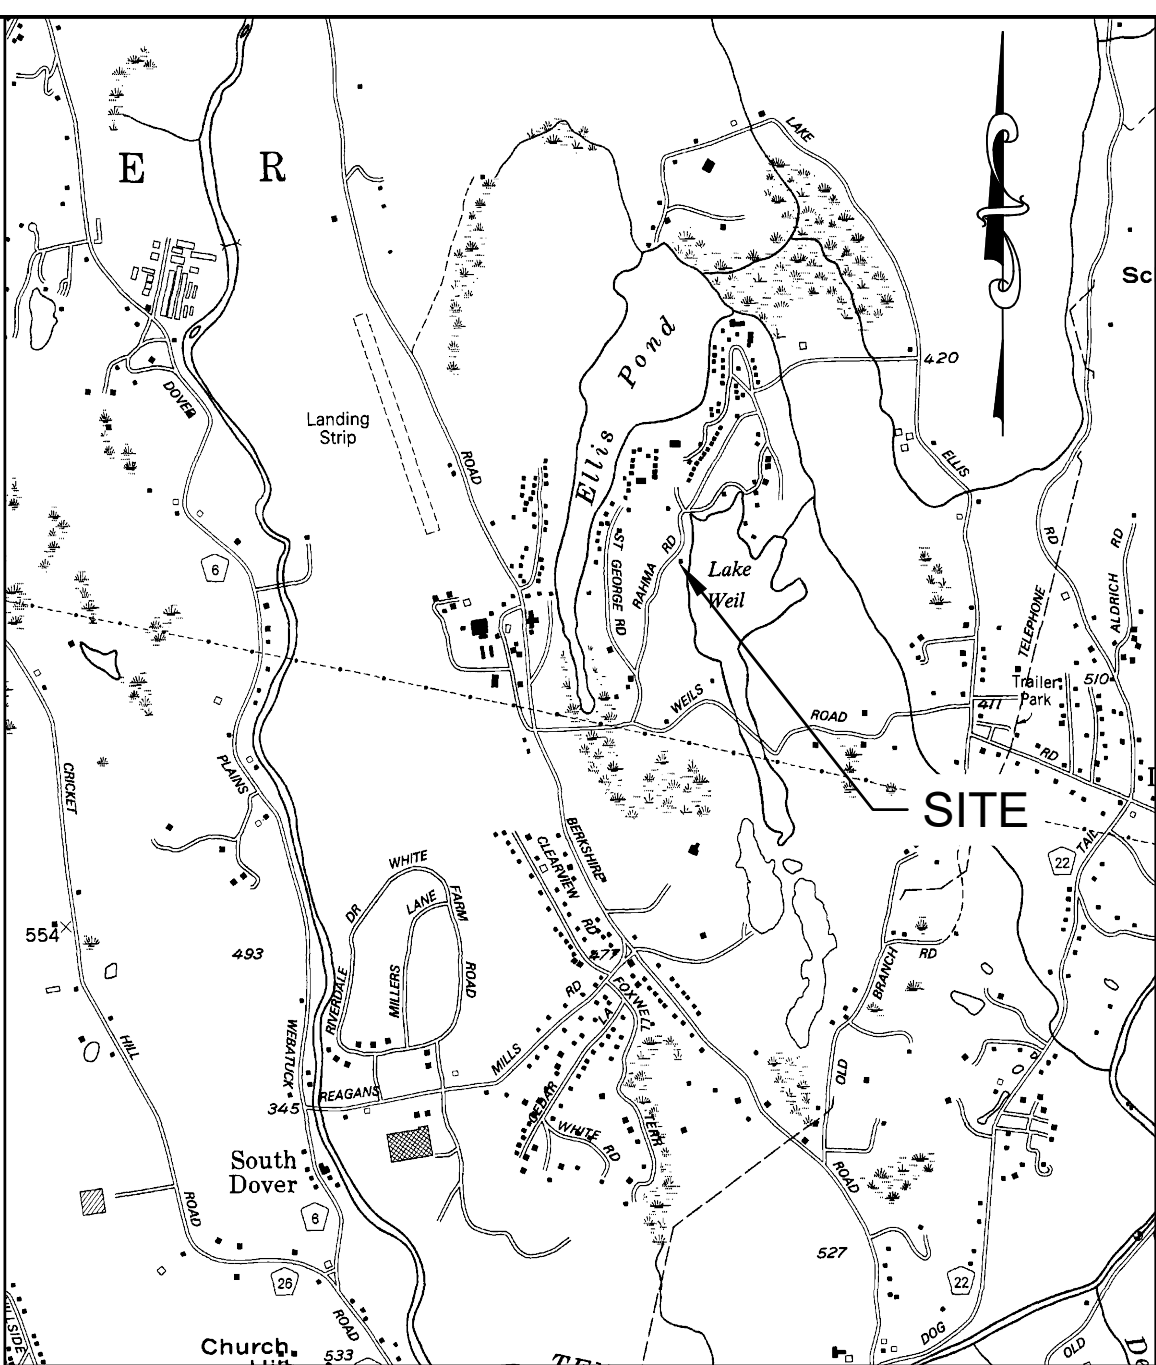 LAKE
E R
Sc
420
Ellis Pond
DOVER
Landing
Strip
ROAD
ELLIS
6
ST GEORGE RD
RAHMA RD
Lake
Weil
RD
TELEPHONE
ALDRICH RD
Trailer
Park
510
411
WEILS ROAD
RD
PLAINS
CRICKET
SITE
BERKSHIRE
CLEARVIEW RD
22
TAIL
WHITE FARM ROAD
RIVERDALE DR
MILLERS LANE
554
493
477
FOXWELL TERR
LA
CEDAR
BRANCH
RD
OLD
HILL
WEBATUCK
REAGANS MILLS RD
345
WHITE RD
South
Dover
ROAD
ROAD
6
26
527
22
ROAD
DOG
OLD
Church
533